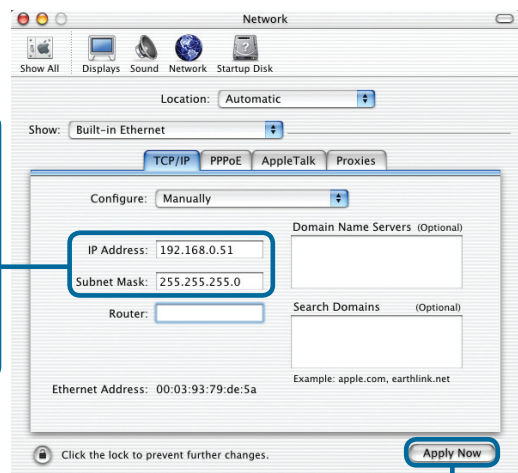 Network
Show All Displays Sound Network Startup Disk
Location: Automatic
Show: Built-in Ethernet
TCP/IP PPPoE AppleTalk Proxies
Configure: Manually
Domain Name Servers (Optional)
IP Address: 192.168.0.51
Subnet Mask: 255.255.255.0
Router:
Search Domains (Optional)
Example: apple.com, earthlink.net
Ethernet Address: 00:03:93:79:de:5a
Click the lock to prevent further changes.
Apply Now